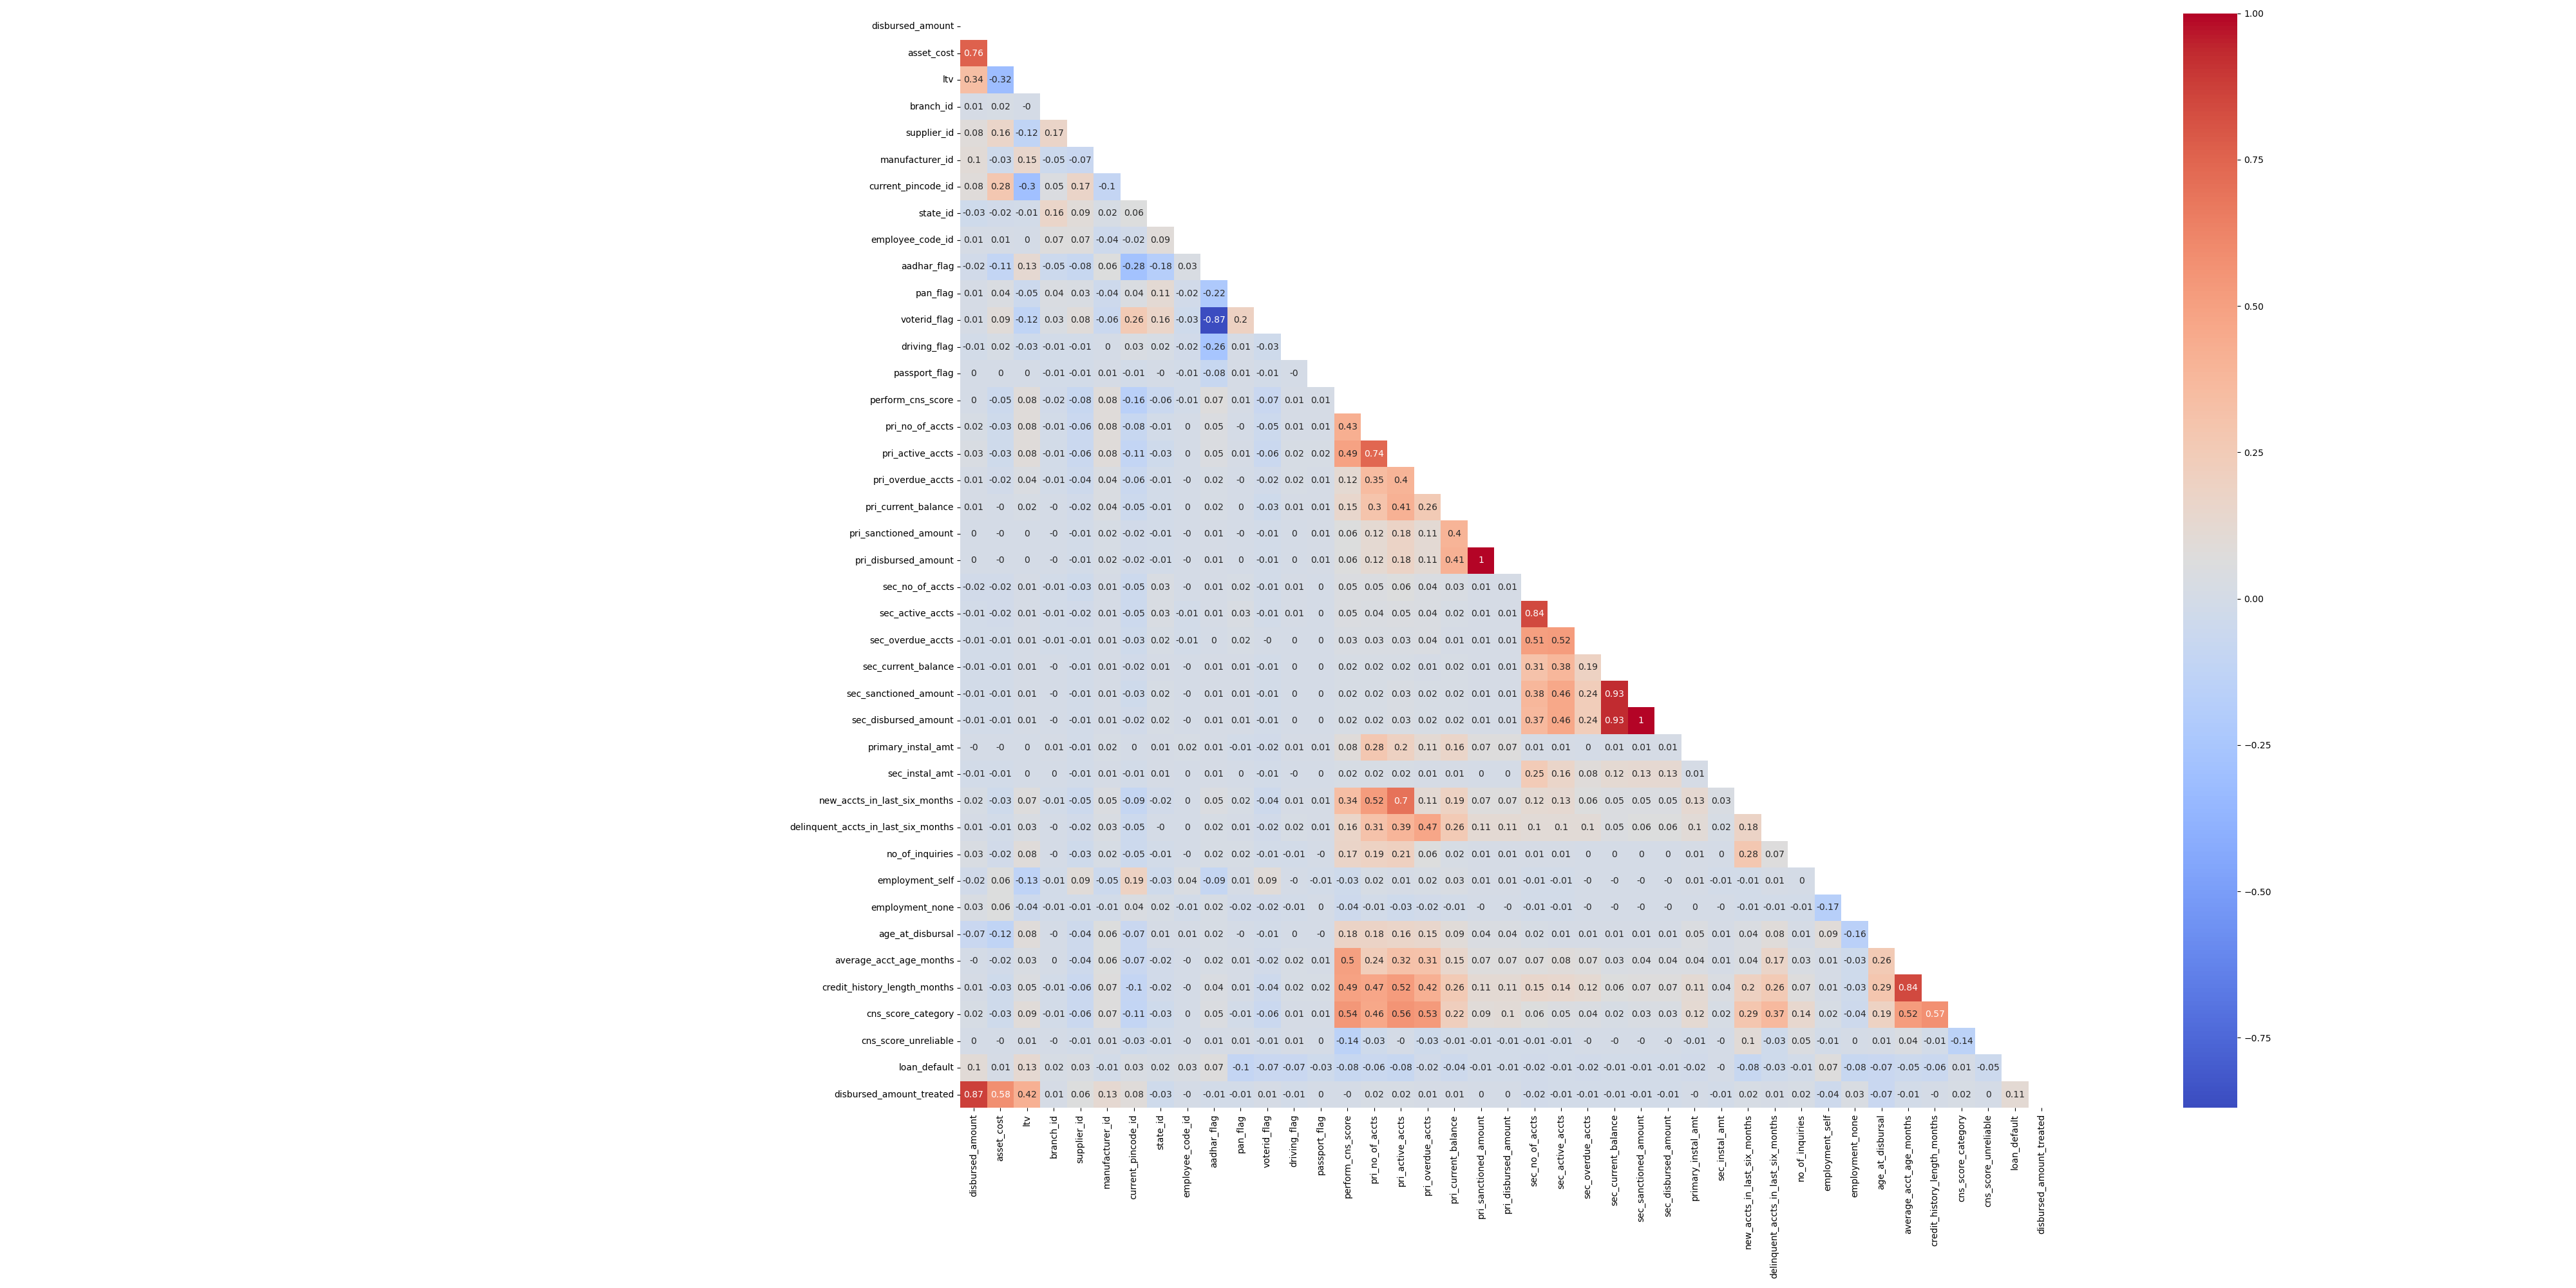 disbursed_amount
asset_cost 0.76
ltv 0.34 -0.32
branch_id 0.01 0.02 -0
supplier_id 0.08 0.16 -0.12 0.17
manufacturer_id 0.1 -0.03 0.15 -0.05 -0.07
current_pincode_id 0.08 0.28 -0.3 0.05 0.17 -0.1
state_id -0.03 -0.02 -0.01 0.16 0.09 0.02 0.06
employee_code_id 0.01 0.01 0 0.07 0.07 -0.04 -0.02 0.09
aadhar_flag -0.02 -0.11 0.13 -0.05 -0.08 0.06 -0.28 -0.18 0.03
pan_flag 0.01 0.04 -0.05 0.04 0.03 -0.04 0.04 0.11 -0.02 -0.22
voterid_flag 0.01 0.09 -0.12 0.03 0.08 -0.06 0.26 0.16 -0.03 -0.87 0.2
driving_flag -0.01 0.02 -0.03 -0.01 -0.01 0 0.03 0.02 -0.02 -0.26 0.01 -0.03
passport_flag 0 0 0 -0.01 -0.01 0.01 -0.01 -0 -0.01 -0.08 0.01 -0.01 -0
perform_cns_score 0 -0.05 0.08 -0.02 -0.08 0.08 -0.16 -0.06 -0.01 0.07 0.01 -0.07 0.01 0.01
pri_no_of_accts 0.02 -0.03 0.08 -0.01 -0.06 0.08 -0.08 -0.01 0 0.05 -0 -0.05 0.01 0.01 0.43
pri_active_accts 0.03 -0.03 0.08 -0.01 -0.06 0.08 -0.11 -0.03 0 0.05 0.01 -0.06 0.02 0.02 0.49 0.74
pri_overdue_accts 0.01 -0.02 0.04 -0.01 -0.04 0.04 -0.06 -0.01 -0 0.02 -0 -0.02 0.02 0.01 0.12 0.35 0.4
pri_current_balance 0.01 -0 0.02 -0 -0.02 0.04 -0.05 -0.01 0 0.02 0 -0.03 0.01 0.01 0.15 0.3 0.41 0.26
pri_sanctioned_amount 0 -0 0 -0 -0.01 0.02 -0.02 -0.01 -0 0.01 -0 -0.01 0 0.01 0.06 0.12 0.18 0.11 0.4
pri_disbursed_amount 0 -0 0 -0 -0.01 0.02 -0.02 -0.01 -0 0.01 0 -0.01 0 0.01 0.06 0.12 0.18 0.11 0.41 1
sec_no_of_accts -0.02 -0.02 0.01 -0.01 -0.03 0.01 -0.05 0.03 -0 0.01 0.02 -0.01 0.01 0 0.05 0.05 0.06 0.04 0.03 0.01 0.01
sec_active_accts -0.01 -0.02 0.01 -0.01 -0.02 0.01 -0.05 0.03 -0.01 0.01 0.03 -0.01 0.01 0 0.05 0.04 0.05 0.04 0.02 0.01 0.01 0.84
sec_overdue_accts -0.01 -0.01 0.01 -0.01 -0.01 0.01 -0.03 0.02 -0.01 0 0.02 -0 0 0 0.03 0.03 0.03 0.04 0.01 0.01 0.01 0.51 0.52
sec_current_balance -0.01 -0.01 0.01 -0 -0.01 0.01 -0.02 0.01 -0 0.01 0.01 -0.01 0 0 0.02 0.02 0.02 0.01 0.02 0.01 0.01 0.31 0.38 0.19
sec_sanctioned_amount -0.01 -0.01 0.01 -0 -0.01 0.01 -0.03 0.02 -0 0.01 0.01 -0.01 0 0 0.02 0.02 0.03 0.02 0.02 0.01 0.01 0.38 0.46 0.24 0.93
sec_disbursed_amount -0.01 -0.01 0.01 -0 -0.01 0.01 -0.02 0.02 -0 0.01 0.01 -0.01 0 0 0.02 0.02 0.03 0.02 0.02 0.01 0.01 0.37 0.46 0.24 0.93 1
primary_instal_amt -0 -0 0 0.01 -0.01 0.02 0 0.01 0.02 0.01 -0.01 -0.02 0.01 0.01 0.08 0.28 0.2 0.11 0.16 0.07 0.07 0.01 0.01 0 0.01 0.01 0.01
sec_instal_amt -0.01 -0.01 0 0 -0.01 0.01 -0.01 0.01 0 0.01 0 -0.01 -0 0 0.02 0.02 0.02 0.01 0.01 0 0 0.25 0.16 0.08 0.12 0.13 0.13 0.01
new_accts_in_last_six_months 0.02 -0.03 0.07 -0.01 -0.05 0.05 -0.09 -0.02 0 0.05 0.02 -0.04 0.01 0.01 0.34 0.52 0.7 0.11 0.19 0.07 0.07 0.12 0.13 0.06 0.05 0.05 0.05 0.13 0.03
delinquent_accts_in_last_six_months 0.01 -0.01 0.03 -0 -0.02 0.03 -0.05 -0 0 0.02 0.01 -0.02 0.02 0.01 0.16 0.31 0.39 0.47 0.26 0.11 0.11 0.1 0.1 0.1 0.05 0.06 0.06 0.1 0.02 0.18
no_of_inquiries 0.03 -0.02 0.08 -0 -0.03 0.02 -0.05 -0.01 -0 0.02 0.02 -0.01 -0.01 -0 0.17 0.19 0.21 0.06 0.02 0.01 0.01 0.01 0.01 0 0 0 0 0.01 0 0.28 0.07
employment_self -0.02 0.06 -0.13 -0.01 0.09 -0.05 0.19 -0.03 0.04 -0.09 0.01 0.09 -0 -0.01 -0.03 0.02 0.01 0.02 0.03 0.01 0.01 -0.01 -0.01 -0 -0 -0 -0 0.01 -0.01 -0.01 0.01 0
employment_none 0.03 0.06 -0.04 -0.01 -0.01 -0.01 0.04 0.02 -0.01 0.02 -0.02 -0.02 -0.01 0 -0.04 -0.01 -0.03 -0.02 -0.01 -0 -0 -0.01 -0.01 -0 -0 -0 -0 0 -0 -0.01 -0.01 -0.01 -0.17
age_at_disbursal -0.07 -0.12 0.08 -0 -0.04 0.06 -0.07 0.01 0.01 0.02 -0 -0.01 0 -0 0.18 0.18 0.16 0.15 0.09 0.04 0.04 0.02 0.01 0.01 0.01 0.01 0.01 0.05 0.01 0.04 0.08 0.01 0.09 -0.16
average_acct_age_months -0 -0.02 0.03 0 -0.04 0.06 -0.07 -0.02 -0 0.02 0.01 -0.02 0.02 0.01 0.5 0.24 0.32 0.31 0.15 0.07 0.07 0.07 0.08 0.07 0.03 0.04 0.04 0.04 0.01 0.04 0.17 0.03 0.01 -0.03 0.26
credit_history_length_months 0.01 -0.03 0.05 -0.01 -0.06 0.07 -0.1 -0.02 -0 0.04 0.01 -0.04 0.02 0.02 0.49 0.47 0.52 0.42 0.26 0.11 0.11 0.15 0.14 0.12 0.06 0.07 0.07 0.11 0.04 0.2 0.26 0.07 0.01 -0.03 0.29 0.84
cns_score_category 0.02 -0.03 0.09 -0.01 -0.06 0.07 -0.11 -0.03 0 0.05 -0.01 -0.06 0.01 0.01 0.54 0.46 0.56 0.53 0.22 0.09 0.1 0.06 0.05 0.04 0.02 0.03 0.03 0.12 0.02 0.29 0.37 0.14 0.02 -0.04 0.19 0.52 0.57
cns_score_unreliable 0 -0 0.01 -0 -0.01 0.01 -0.03 -0.01 -0 0.01 0.01 -0.01 0.01 0 -0.14 -0.03 -0 -0.03 -0.01 -0.01 -0.01 -0.01 -0.01 -0 -0 -0 -0 -0.01 -0 0.1 -0.03 0.05 -0.01 0 0.01 -0.04 -0.01 -0.14
loan_default 0.1 0.01 0.13 0.02 0.03 -0.01 0.03 0.02 0.03 0.07 -0.1 -0.07 -0.07 -0.03 -0.08 -0.06 -0.08 -0.02 -0.04 -0.01 -0.01 -0.02 -0.01 -0.02 -0.01 -0.01 -0.01 -0.02 -0 -0.08 -0.03 -0.01 0.07 -0.08 -0.07 -0.05 -0.06 0.01 -0.05
disbursed_amount_treated 0.87 0.58 0.42 0.01 0.06 0.13 0.08 -0.03 -0 -0.01 -0.01 0.01 -0.01 0 -0 0.02 0.02 0.01 0.01 0 0 -0.02 -0.01 -0.01 -0.01 -0.01 -0.01 -0 -0.01 0.02 0.01 0.02 -0.04 0.03 -0.07 -0.01 -0 0.02 0 0.11
disbursed_amount
asset_cost
ltv
branch_id
supplier_id
manufacturer_id
current_pincode_id
state_id
employee_code_id
aadhar_flag
pan_flag
voterid_flag
driving_flag
passport_flag
perform_cns_score
pri_no_of_accts
pri_active_accts
pri_overdue_accts
pri_current_balance
pri_sanctioned_amount
pri_disbursed_amount
sec_no_of_accts
sec_active_accts
sec_overdue_accts
sec_current_balance
sec_sanctioned_amount
sec_disbursed_amount
primary_instal_amt
sec_instal_amt
new_accts_in_last_six_months
delinquent_accts_in_last_six_months
no_of_inquiries
employment_self
employment_none
age_at_disbursal
average_acct_age_months
credit_history_length_months
cns_score_category
cns_score_unreliable
loan_default
disbursed_amount_treated
1.00
0.75
0.50
0.25
0.00
−0.25
−0.50
−0.75